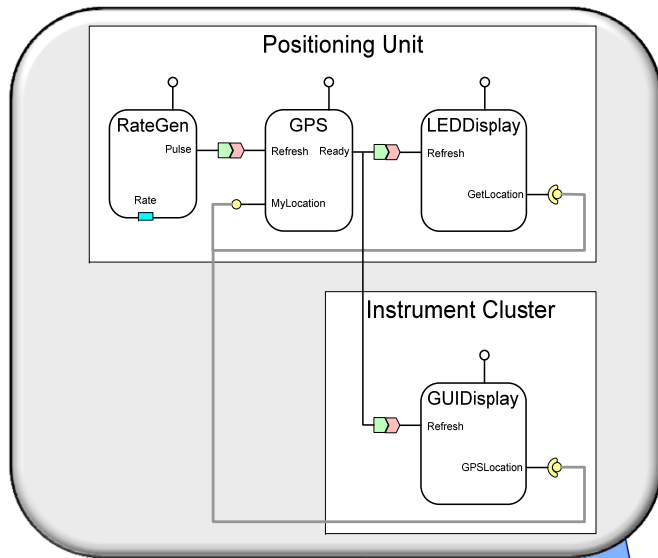 Positioning Unit
RateGen
GPS
LEDDisplay
Pulse
Refresh
Ready
Refresh
Rate
MyLocation
GetLocation
Instrument Cluster
GUIDisplay
Refresh
GPSLocation